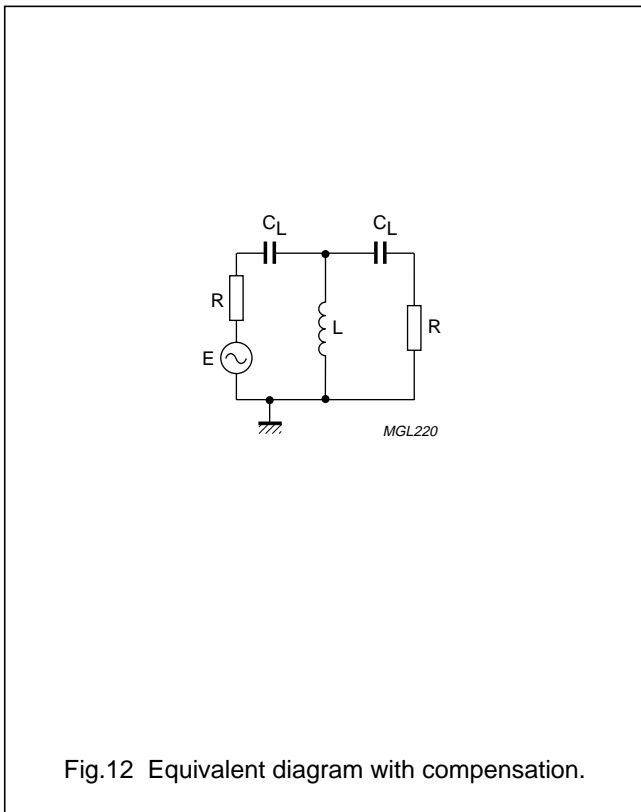 C_L C_L
R L R
E
MGL220
Fig.12 Equivalent diagram with compensation.